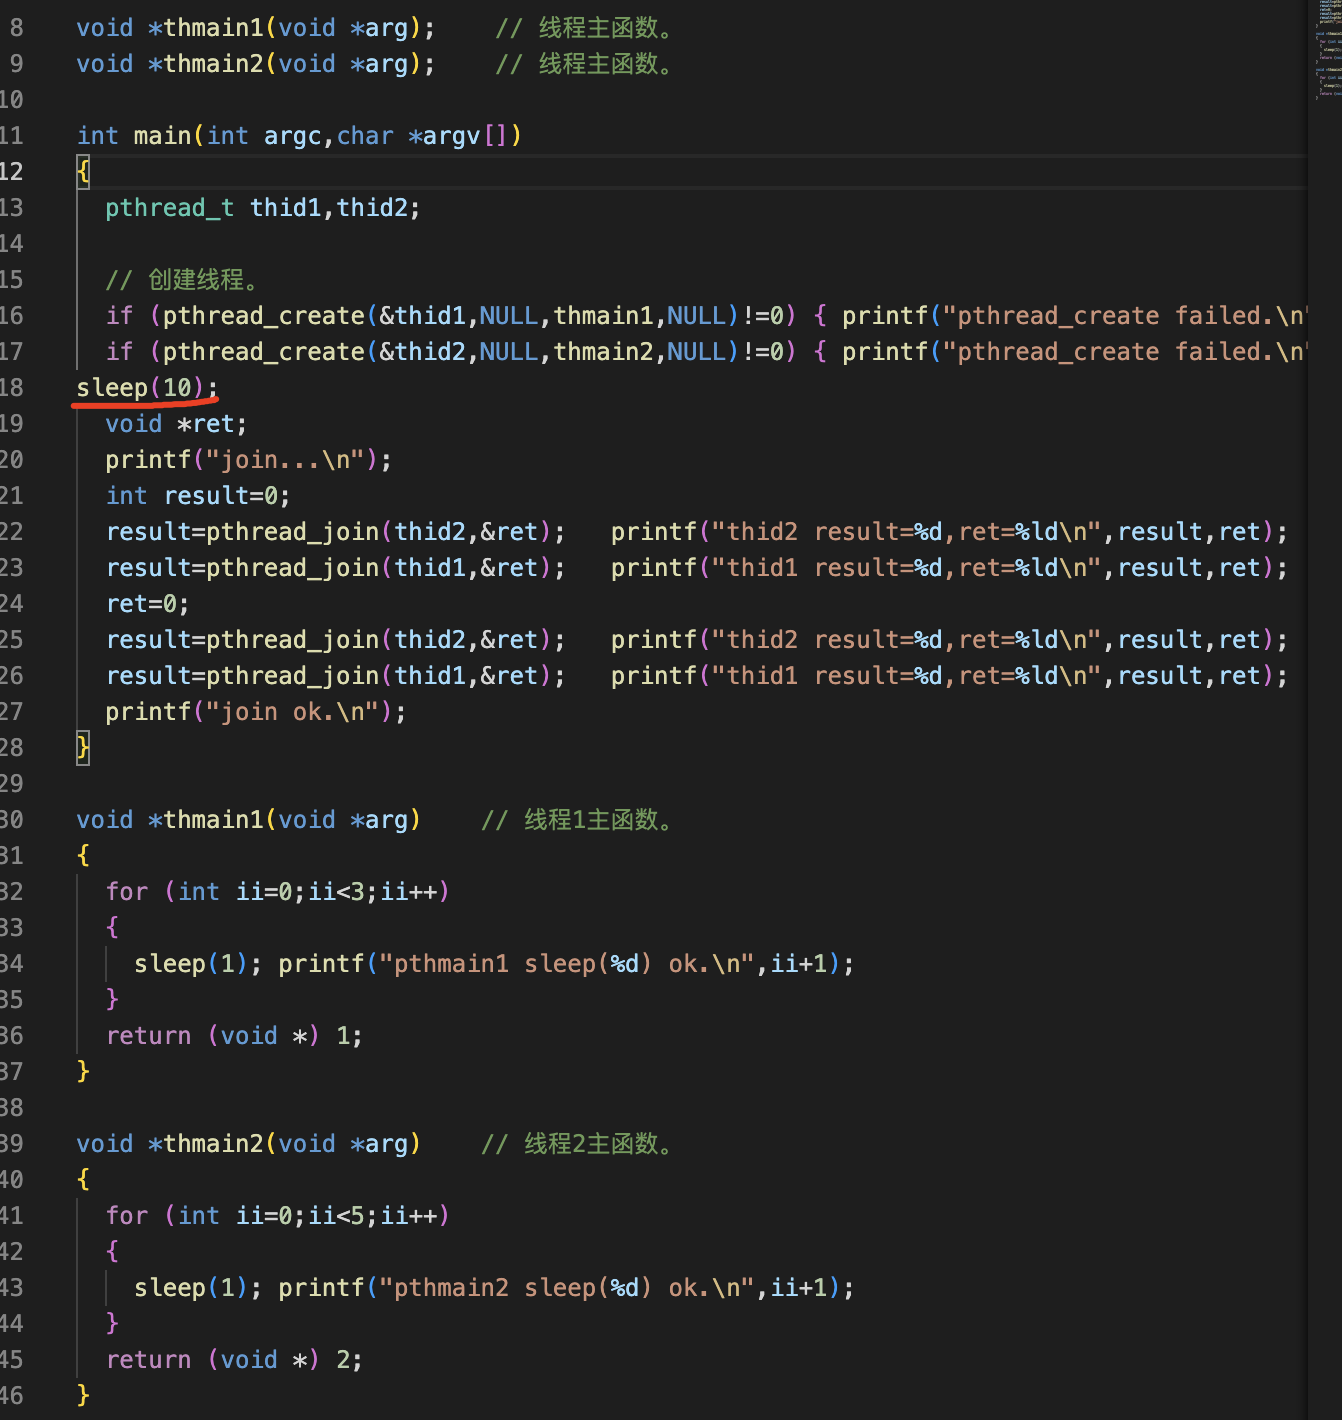 8 void *thmain1(void *arg);    // 线程主函数。
9 void *thmain2(void *arg);    // 线程主函数。
10
11 int main(int argc,char *argv[])
12 {
13   pthread_t thid1,thid2;
14
15   // 创建线程。
16   if (pthread_create(&thid1,NULL,thmain1,NULL)!=0) { printf("pthread_create failed.\n"
17   if (pthread_create(&thid2,NULL,thmain2,NULL)!=0) { printf("pthread_create failed.\n"
18 sleep(10);
19   void *ret;
20   printf("join...\n");
21   int result=0;
22   result=pthread_join(thid2,&ret);   printf("thid2 result=%d,ret=%ld\n",result,ret);
23   result=pthread_join(thid1,&ret);   printf("thid1 result=%d,ret=%ld\n",result,ret);
24   ret=0;
25   result=pthread_join(thid2,&ret);   printf("thid2 result=%d,ret=%ld\n",result,ret);
26   result=pthread_join(thid1,&ret);   printf("thid1 result=%d,ret=%ld\n",result,ret);
27   printf("join ok.\n");
28 }
29
30 void *thmain1(void *arg)    // 线程1主函数。
31 {
32   for (int ii=0;ii<3;ii++)
33   {
34     sleep(1); printf("pthmain1 sleep(%d) ok.\n",ii+1);
35   }
36   return (void *) 1;
37 }
38
39 void *thmain2(void *arg)    // 线程2主函数。
40 {
41   for (int ii=0;ii<5;ii++)
42   {
43     sleep(1); printf("pthmain2 sleep(%d) ok.\n",ii+1);
44   }
45   return (void *) 2;
46 }